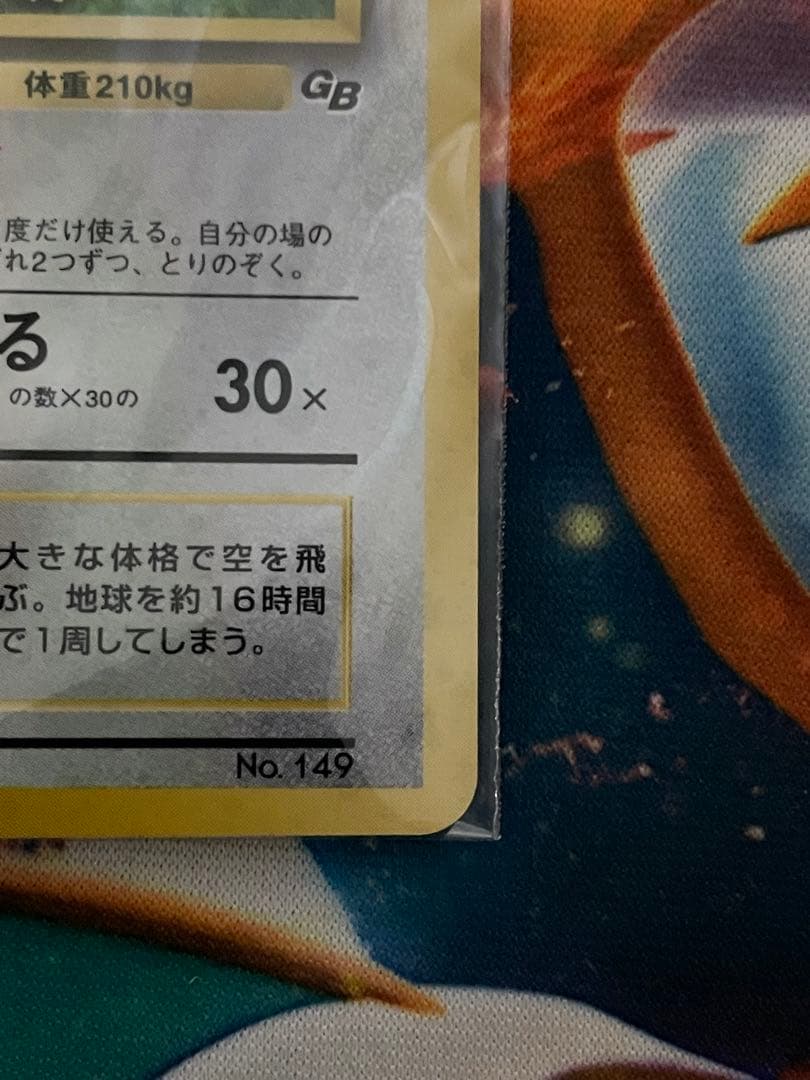 体重210kg GB
度だけ使える。自分の場の
れ2つずつ、とりのぞく。
る
の数×30の 30×
大きな体格で空を飛
ぶ。地球を約16時間
で1周してしまう。
No. 149